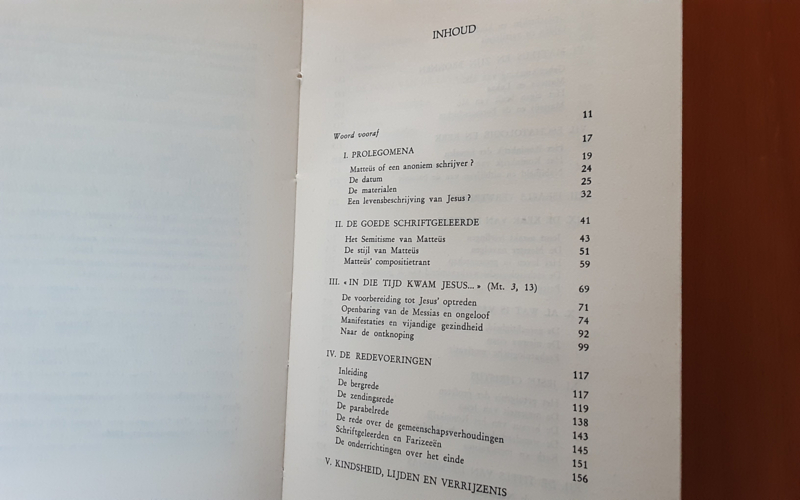 INHOUD
Woord vooraf 11
I. PROLEGOMENA 17
Matteüs of een anoniem schrijver ? 19
De datum 24
De materialen 25
Een levensbeschrijving van Jesus ? 32
II. DE GOEDE SCHRIFTGELEERDE 41
Het Semitisme van Matteüs 43
De stijl van Matteüs 51
Matteüs' compositietrant 59
III. « IN DIE TIJD KWAM JESUS... » (Mt. 3, 13) 69
De voorbereiding tot Jesus' optreden 71
Openbaring van de Messias en ongeloof 74
Manifestaties en vijandige gezindheid 92
Naar de ontknoping 99
IV. DE REDEVOERINGEN 117
Inleiding 117
De bergrede 119
De zendingsrede 138
De parabelrede 143
De rede over de gemeenschapsverhoudingen 145
Schriftgeleerden en Farizeeën 151
De onderrichtingen over het einde 156
V. KINDSHEID, LIJDEN EN VERRIJZENIS